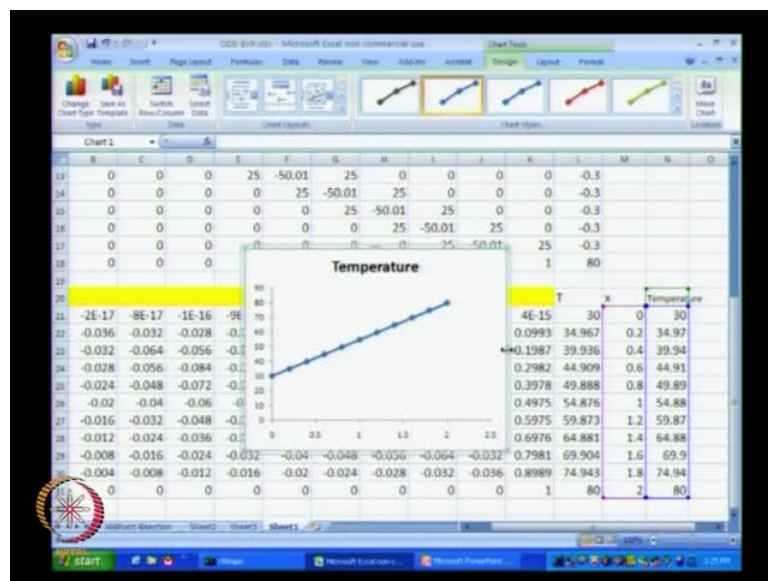 ODE-BVP.xlsx - Microsoft Excel non-commercial use
Chart Tools
Home Insert Page Layout Formulas Data Review View Add-Ins Acrobat Design Layout Format
Change Chart Type
Save As Template
Switch Row/Column
Select Data
Move Chart
Type Data Chart Layouts Chart Styles Location
Chart 1
B C D E F G H I J K L M N O
13 0 0 0 25 -50.01 25 0 0 0 0 -0.3
14 0 0 0 0 25 -50.01 25 0 0 0 -0.3
15 0 0 0 0 0 25 -50.01 25 0 0 -0.3
16 0 0 0 0 0 0 25 -50.01 25 0 -0.3
17 0 0 0 0 0 0 0 25 -50.01 25 -0.3
18 0 0 0 1 80
19
20 T x Temperature
21 -2E-17 -8E-17 -1E-16 4E-15 30 0 30
22 -0.036 -0.032 -0.028 0.0993 34.967 0.2 34.97
23 -0.032 -0.064 -0.056 0.1987 39.936 0.4 39.94
24 -0.028 -0.056 -0.084 0.2982 44.909 0.6 44.91
25 -0.024 -0.048 -0.072 0.3978 49.888 0.8 49.89
26 -0.02 -0.04 -0.06 0.4975 54.876 1 54.88
27 -0.016 -0.032 -0.048 0.5975 59.873 1.2 59.87
28 -0.012 -0.024 -0.036 0.6976 64.881 1.4 64.88
29 -0.008 -0.016 -0.024 -0.032 -0.04 -0.048 -0.056 -0.064 -0.032 0.7981 69.904 1.6 69.9
-0.004 -0.008 -0.012 -0.016 -0.02 -0.024 -0.028 -0.032 -0.036 0.8989 74.943 1.8 74.94
0 0 0 0 0 0 0 0 0 1 80 2 80
Temperature
90
80
70
60
50
40
30
20
10
0
0 0.5 1 1.5 2 2.5
MidPoint-Bisection Sheet2 Sheet3 Sheet1
100%
NPTEL
start
Microsoft Excel non-c...
Microsoft PowerPoint...
3:25 PM